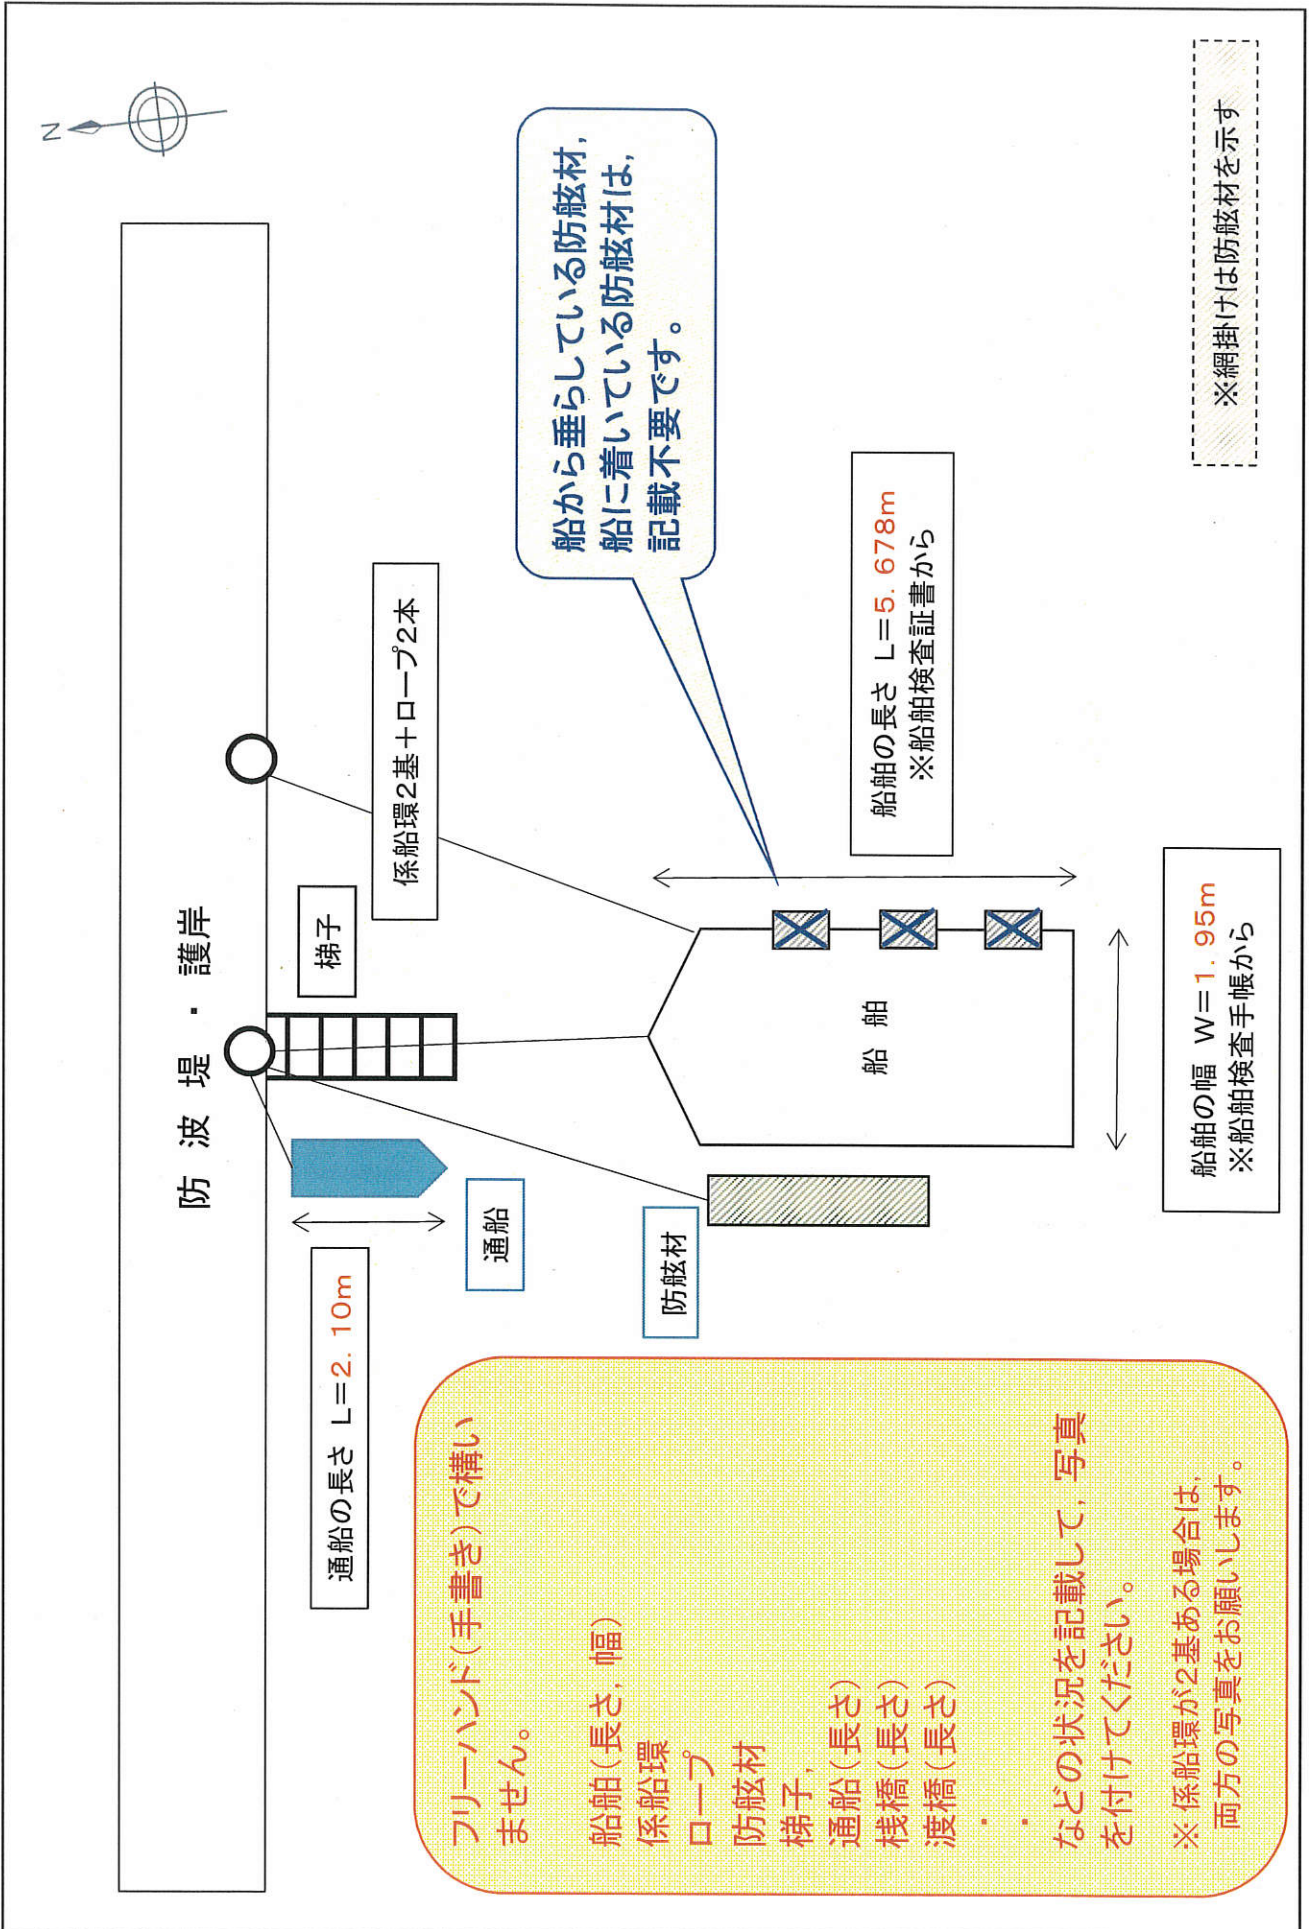 N
防波堤・護岸
通船の長さ L=2.10m
梯子
係船環2基+ロープ2本
通船
防舷材
船舶
船から垂らしている防舷材,
船に着いている防舷材は,
記載不要です。
船舶の長さ L=5.678m
※船舶検査証書から
船舶の幅 W=1.95m
※船舶検査手帳から
※網掛けは防舷材を示す
フリーハンド(手書き)で構い
ません。
船舶(長さ, 幅)
係船環
ロープ
防舷材
梯子,
通船(長さ)
桟橋(長さ)
渡橋(長さ)
・
・
などの状況を記載して, 写真
を付けてください。
※係船環が2基ある場合は,
両方の写真をお願いします。